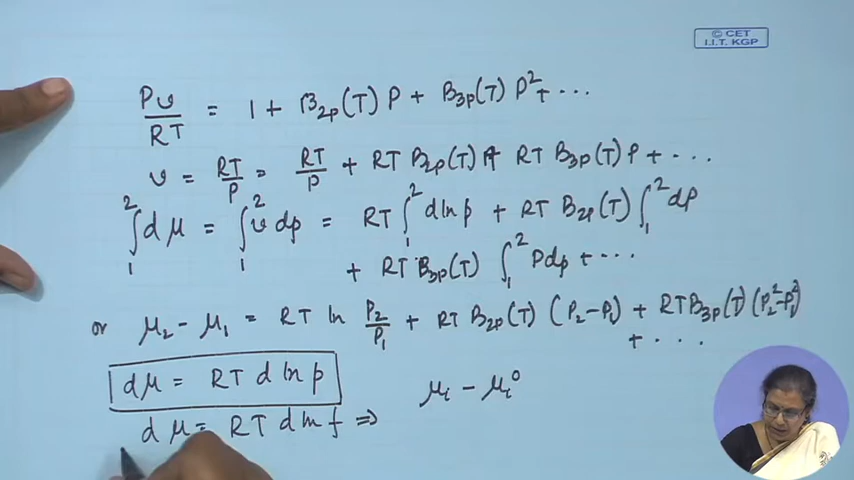 © CET
I.I.T. KGP
Pv/RT = 1 + B₂ₚ(T) P + B₃ₚ(T) P² + ...
v = RT/P = RT/P + RT B₂ₚ(T) + RT B₃ₚ(T) P + ...
∫₁² dμ = ∫₁² v dp = RT ∫₁² d ln p + RT B₂ₚ(T) ∫₁² dp
+ RT B₃ₚ(T) ∫₁² P dp + ...
or μ₂ - μ₁ = RT ln P₂/P₁ + RT B₂ₚ(T) (P₂-P₁) + RT B₃ₚ(T) (P₂²-P₁²)
+ ....
dμ = RT d ln p
μᵢ - μᵢ⁰
dμ = RT d ln f ⇒